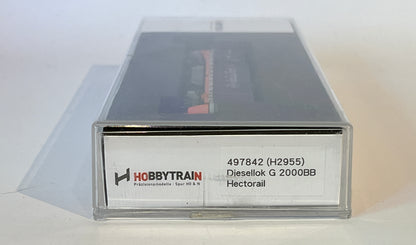 HOBBYTRAIN
Präzisionsmodelle · Spur H0 & N
497842 (H2955)
Diesellok G 2000BB
Hectorail